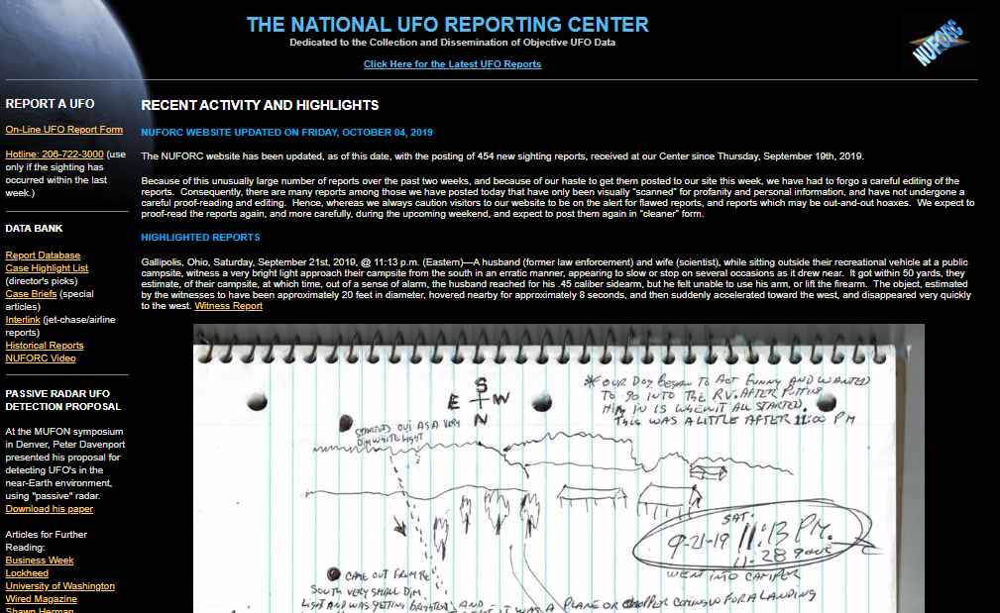 THE NATIONAL UFO REPORTING CENTER
Dedicated to the Collection and Dissemination of Objective UFO Data
Click Here for the Latest UFO Reports
NUFORC
REPORT A UFO
On-Line UFO Report Form
Hotline: 206-722-3000 (use
only if the sighting has
occurred within the last
week.)
DATA BANK
Report Database
Case Highlight List
(director's picks)
Case Briefs (special
articles)
Interlink (jet-chase/airline
reports)
Historical Reports
NUFORC Video
PASSIVE RADAR UFO
DETECTION PROPOSAL
At the MUFON symposium
in Denver, Peter Davenport
presented his proposal for
detecting UFO's in the
near-Earth environment,
using "passive" radar.
Download his paper
Articles for Further
Reading:
Business Week
Lockheed
University of Washington
Wired Magazine
Shawn Herman
RECENT ACTIVITY AND HIGHLIGHTS
NUFORC WEBSITE UPDATED ON FRIDAY, OCTOBER 04, 2019
The NUFORC website has been updated, as of this date, with the posting of 454 new sighting reports, received at our Center since Thursday, September 19th, 2019.
Because of this unusually large number of reports over the past two weeks, and because of our haste to get them posted to our site this week, we have had to forgo a careful editing of the
reports.  Consequently, there are many reports among those we have posted today that have only been visually "scanned" for profanity and personal information, and have not undergone a
careful proof-reading and editing.  Hence, whereas we always caution visitors to our website to be on the alert for flawed reports, and reports which may be out-and-out hoaxes.  We expect to
proof-read the reports again, and more carefully, during the upcoming weekend, and expect to post them again in "cleaner" form.
HIGHLIGHTED REPORTS
Gallipolis, Ohio, Saturday, September 21st, 2019, @ 11:13 p.m. (Eastern)—A husband (former law enforcement) and wife (scientist), while sitting outside their recreational vehicle at a public
campsite, witness a very bright light approach their campsite from the south in an erratic manner, appearing to slow or stop on several occasions as it drew near.  It got within 50 yards, they
estimate, of their campsite, at which time, out of a sense of alarm, the husband reached for his .45 caliber sidearm, but he felt unable to use his arm, or lift the firearm.  The object, estimated
by the witnesses to have been approximately 20 feet in diameter, hovered nearby for approximately 8 seconds, and then suddenly accelerated toward the west, and disappeared very quickly
to the west. Witness Report
* OUR DOG BEGAN TO ACT FUNNY AND WANTED
TO GO INTO THE RV. AFTER PUTTING
HIM IN IS WHEN IT ALL STARTED.
THIS WAS A LITTLE AFTER 11:00 PM
S
E W
N
STARTED OUT AS A VERY
DIM WHITE LIGHT
SAT.
9-21-19 11:13 P.M.
11:28
WENT INTO CAMPER
CAME OUT FROM THE
SOUTH VERY SMALL DIM
LIGHT AND WAS GETTING BRIGHTER AND
IT WAS A PLANE OR CHOPPER COMING IN FOR A LANDING